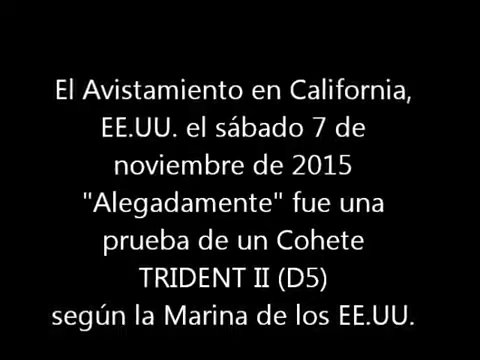 El Avistamiento en California,
EE.UU. el sábado 7 de
noviembre de 2015
"Alegadamente" fue una
prueba de un Cohete
TRIDENT II (D5)
según la Marina de los EE.UU.